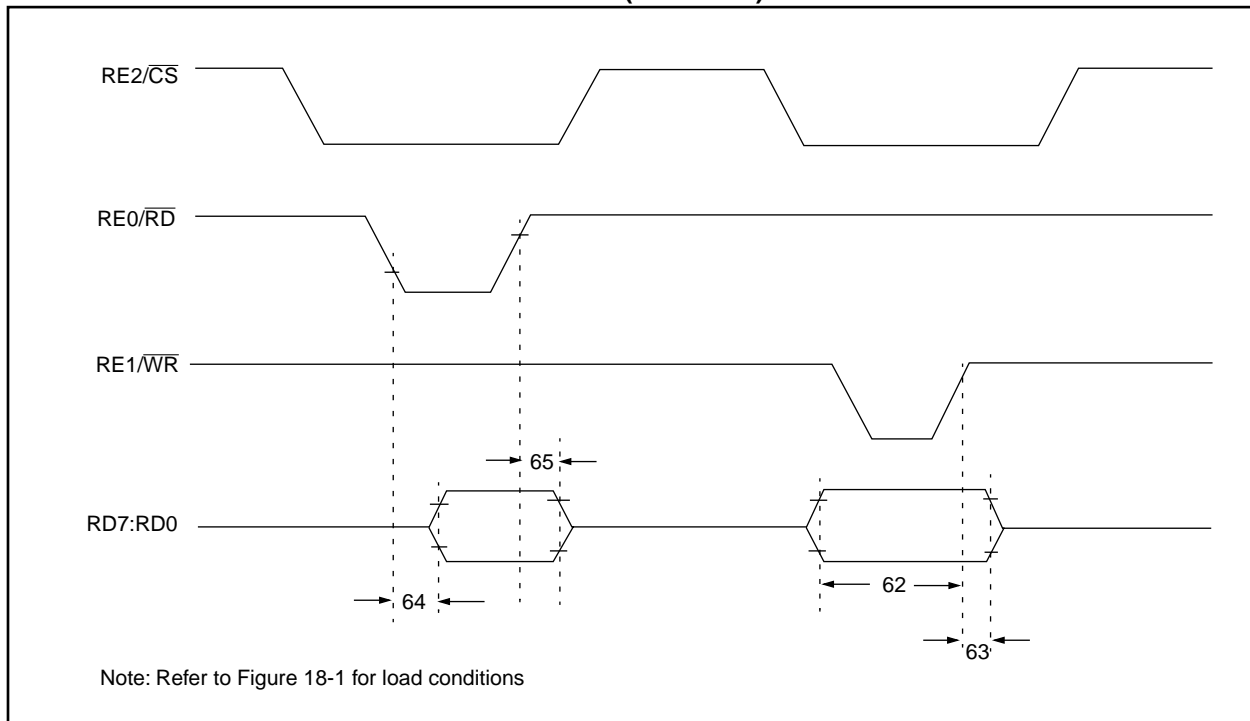 RE2/CS
RE0/RD
RE1/WR
65
RD7:RD0
64
62
63
Note: Refer to Figure 18-1 for load conditions